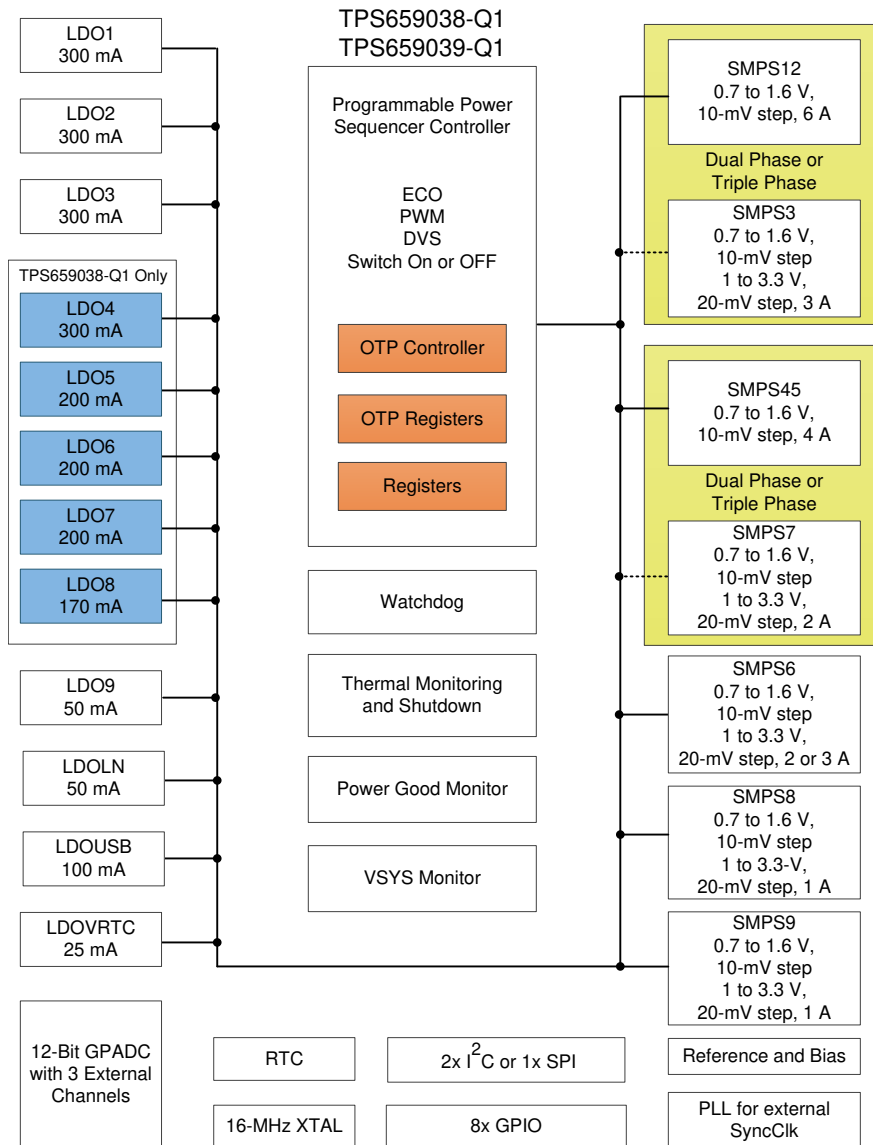 TPS659038-Q1
TPS659039-Q1
LDO1
300 mA
LDO2
300 mA
LDO3
300 mA
TPS659038-Q1 Only
LDO4
300 mA
LDO5
200 mA
LDO6
200 mA
LDO7
200 mA
LDO8
170 mA
LDO9
50 mA
LDOLN
50 mA
LDOUSB
100 mA
LDOVRTC
25 mA
12-Bit GPADC
with 3 External
Channels
Programmable Power
Sequencer Controller
ECO
PWM
DVS
Switch On or OFF
OTP Controller
OTP Registers
Registers
Watchdog
Thermal Monitoring
and Shutdown
Power Good Monitor
VSYS Monitor
RTC
2x I²C or 1x SPI
16-MHz XTAL
8x GPIO
SMPS12
0.7 to 1.6 V,
10-mV step, 6 A
Dual Phase or
Triple Phase
SMPS3
0.7 to 1.6 V,
10-mV step
1 to 3.3 V,
20-mV step, 3 A
SMPS45
0.7 to 1.6 V,
10-mV step, 4 A
Dual Phase or
Triple Phase
SMPS7
0.7 to 1.6 V,
10-mV step
1 to 3.3 V,
20-mV step, 2 A
SMPS6
0.7 to 1.6 V,
10-mV step
1 to 3.3 V,
20-mV step, 2 or 3 A
SMPS8
0.7 to 1.6 V,
10-mV step
1 to 3.3-V,
20-mV step, 1 A
SMPS9
0.7 to 1.6 V,
10-mV step
1 to 3.3 V,
20-mV step, 1 A
Reference and Bias
PLL for external
SyncClk